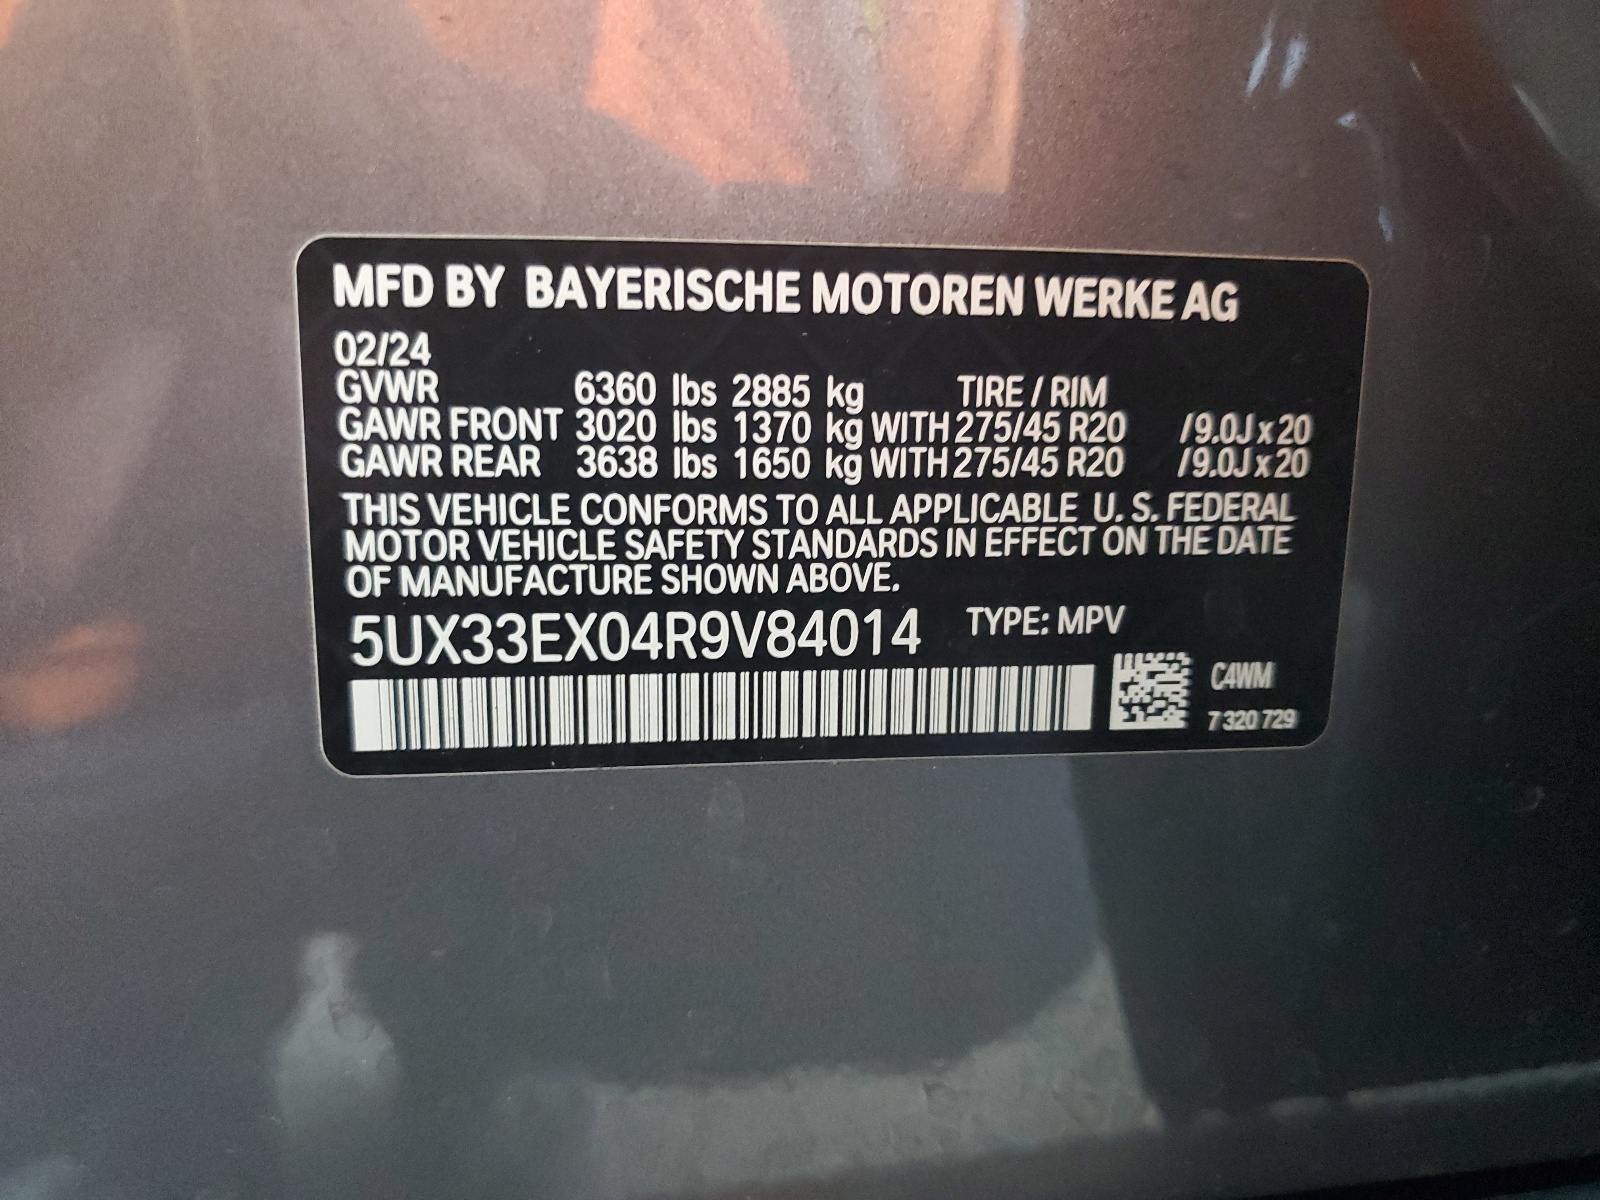 MFD BY BAYERISCHE MOTOREN WERKE AG
02/24
GVWR 6360 lbs 2885 kg TIRE / RIM
GAWR FRONT 3020 lbs 1370 kg WITH 275/45 R20 /9.0J x 20
GAWR REAR 3638 lbs 1650 kg WITH 275/45 R20 /9.0J x 20
THIS VEHICLE CONFORMS TO ALL APPLICABLE U. S. FEDERAL
MOTOR VEHICLE SAFETY STANDARDS IN EFFECT ON THE DATE
OF MANUFACTURE SHOWN ABOVE.
5UX33EX04R9V84014 TYPE: MPV
C4WM
7 320 729